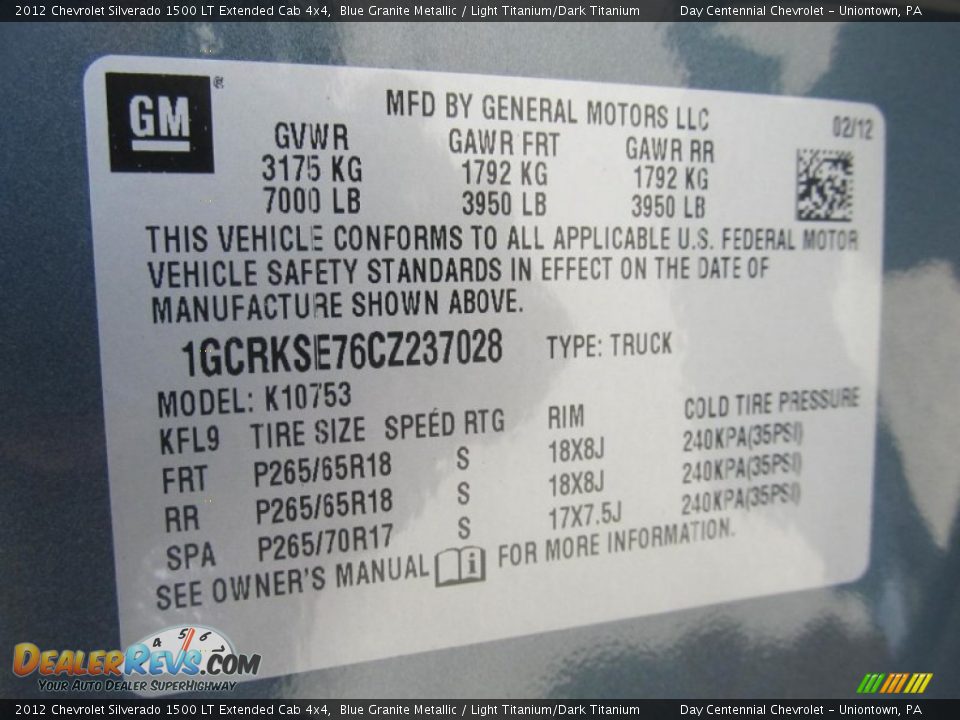 2012 Chevrolet Silverado 1500 LT Extended Cab 4x4, Blue Granite Metallic / Light Titanium/Dark Titanium Day Centennial Chevrolet - Uniontown, PA
GM®
MFD BY GENERAL MOTORS LLC
02/12
GVWR GAWR FRT GAWR RR
3175 KG 1792 KG 1792 KG
7000 LB 3950 LB 3950 LB
THIS VEHICLE CONFORMS TO ALL APPLICABLE U.S. FEDERAL MOTOR
VEHICLE SAFETY STANDARDS IN EFFECT ON THE DATE OF
MANUFACTURE SHOWN ABOVE.
1GCRKSE76CZ237028 TYPE: TRUCK
MODEL: K10753
KFL9 TIRE SIZE SPEED RTG RIM COLD TIRE PRESSURE
FRT P265/65R18 S 18X8J 240KPA(35PSI)
RR P265/65R18 S 18X8J 240KPA(35PSI)
SPA P265/70R17 S 17X7.5J 240KPA(35PSI)
SEE OWNER'S MANUAL i FOR MORE INFORMATION.
4 5 6
DEALERREVS.COM
YOUR AUTO DEALER SUPERHIGHWAY
2012 Chevrolet Silverado 1500 LT Extended Cab 4x4, Blue Granite Metallic / Light Titanium/Dark Titanium Day Centennial Chevrolet - Uniontown, PA